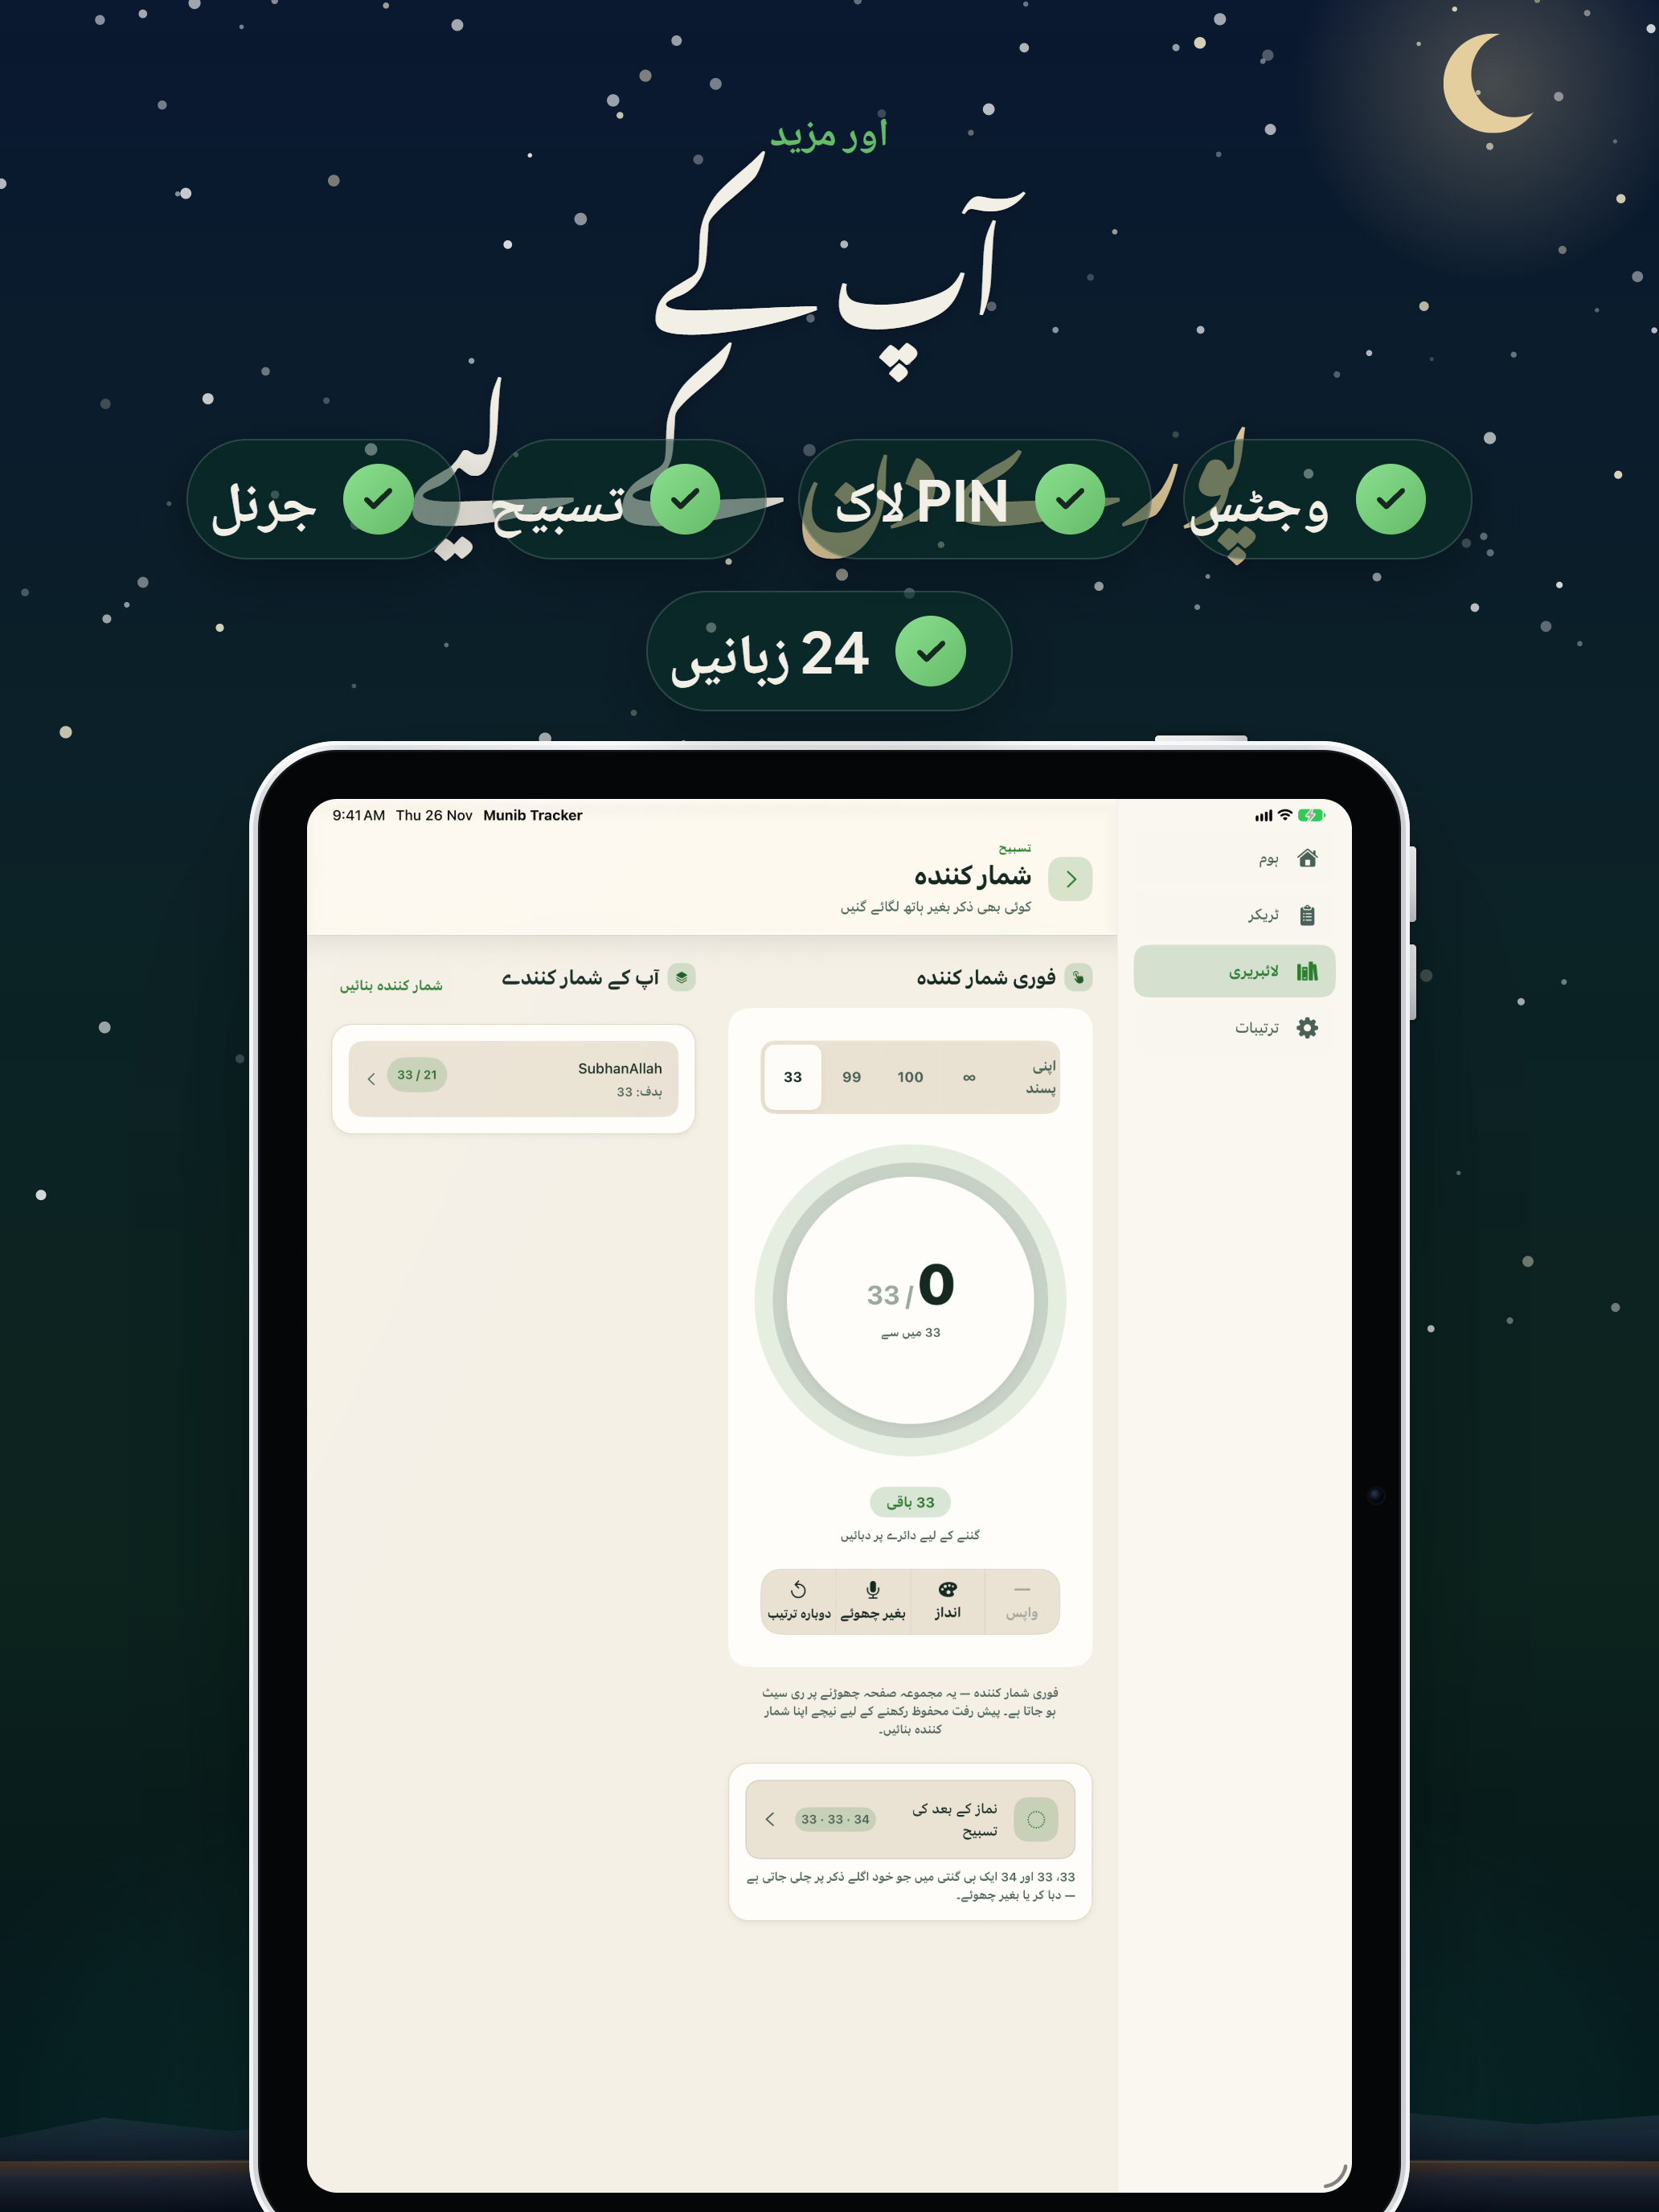 اور مزید
آپ کے
پورے دن کے لیے
وجٹس
PIN لاک
تسبیح
جرنل
24 زبانیں
9:41 AM Thu 26 Nov Munib Tracker
ہوم
ٹریکر
لائبریری
ترتیبات
تسبیح
شمار کنندہ
کوئی بھی ذکر بغیر ہاتھ لگائے گنیں
فوری شمار کنندہ
اپنی پسند
∞
100
99
33
0 / 33
33 میں سے
33 باقی
گننے کے لیے دائرے پر دبائیں
واپس
انداز
بغیر چھوئے
دوبارہ ترتیب
فوری شمار کنندہ — یہ مجموعہ صفحہ چھوڑنے پر ری سیٹ
ہو جاتا ہے۔ پیش رفت محفوظ رکھنے کے لیے نیچے اپنا شمار
کنندہ بنائیں۔
نماز کے بعد کی
تسبیح
33 · 33 · 34
33، 33 اور 34 ایک ہی گنتی میں جو خود اگلے ذکر پر چلی جاتی ہے
— دبا کر یا بغیر چھوئے۔
آپ کے شمار کنندے
شمار کنندہ بنائیں
SubhanAllah
ہدف: 33
33 / 21